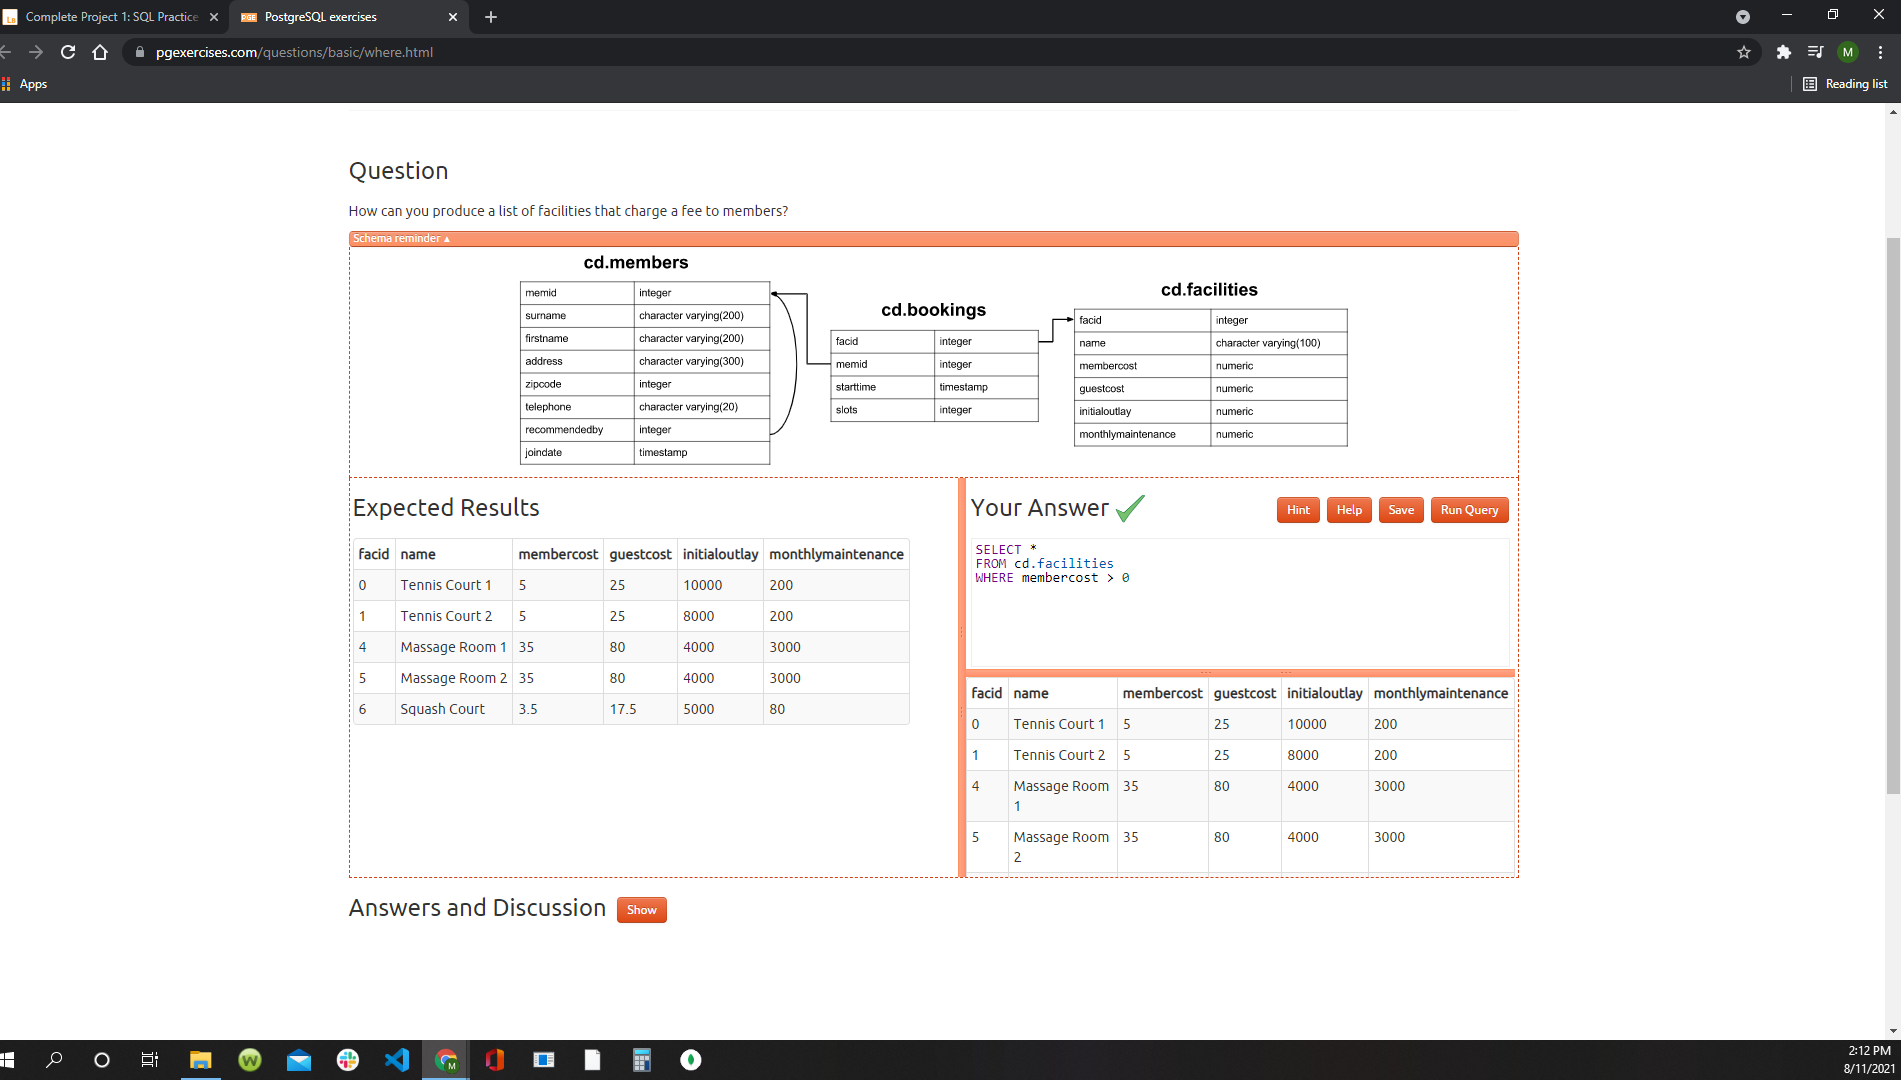 Complete Project 1: SQL Practice
PostgreSQL exercises
pgexercises.com/questions/basic/where.html
M
Apps
Reading list
Question
How can you produce a list of facilities that charge a fee to members?
Schema reminder ▲
cd.members
memid integer
surname character varying(200)
firstname character varying(200)
address character varying(300)
zipcode integer
telephone character varying(20)
recommendedby integer
joindate timestamp
cd.bookings
facid integer
memid integer
starttime timestamp
slots integer
cd.facilities
facid integer
name character varying(100)
membercost numeric
guestcost numeric
initialoutlay numeric
monthlymaintenance numeric
Expected Results
facid name membercost guestcost initialoutlay monthlymaintenance
0 Tennis Court 1 5 25 10000 200
1 Tennis Court 2 5 25 8000 200
4 Massage Room 1 35 80 4000 3000
5 Massage Room 2 35 80 4000 3000
6 Squash Court 3.5 17.5 5000 80
Your Answer
Hint Help Save Run Query
SELECT *
FROM cd.facilities
WHERE membercost > 0
facid name membercost guestcost initialoutlay monthlymaintenance
0 Tennis Court 1 5 25 10000 200
1 Tennis Court 2 5 25 8000 200
4 Massage Room 35 80 4000 3000
1
5 Massage Room 35 80 4000 3000
2
Answers and Discussion Show
2:12 PM
8/11/2021